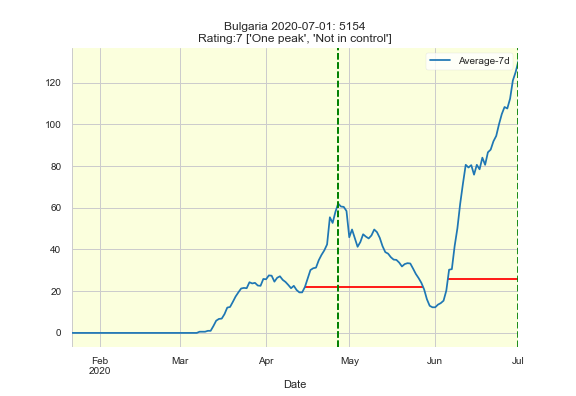 Bulgaria 2020-07-01: 5154
Rating:7 ['One peak', 'Not in control']
Average-7d
120
100
80
60
40
20
0
Feb Mar Apr May Jun Jul
2020
Date